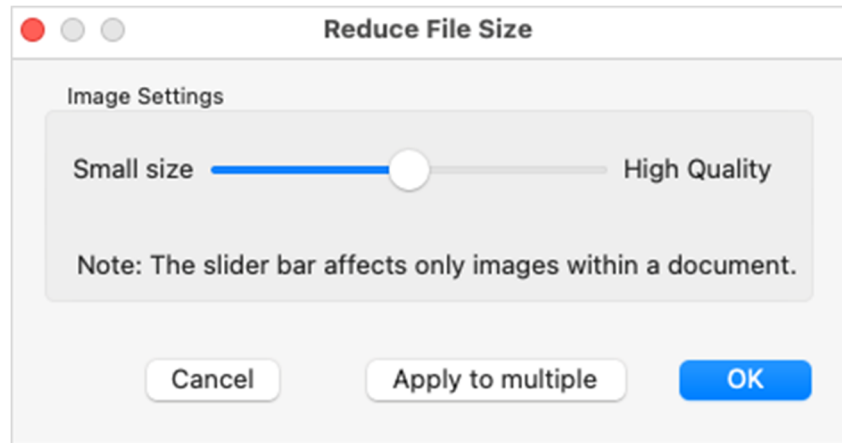 Reduce File Size
Image Settings
Small size
High Quality
Note: The slider bar affects only images within a document.
Cancel
Apply to multiple
OK